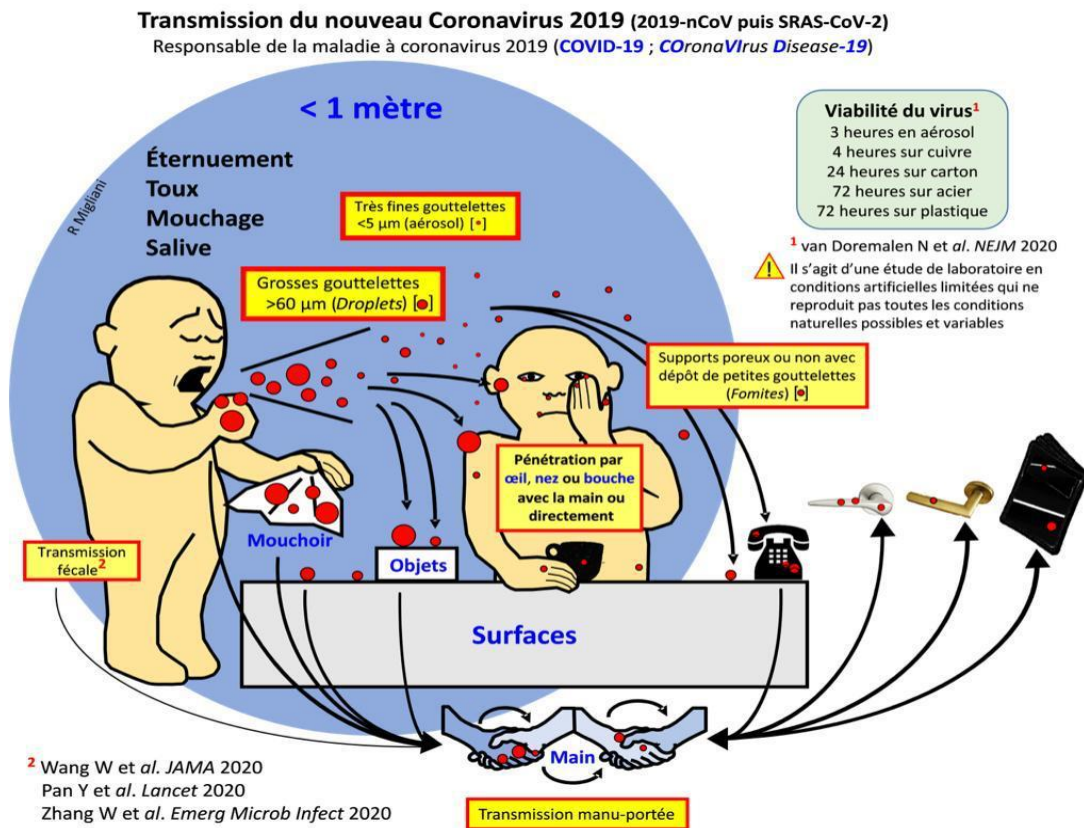 Transmission du nouveau Coronavirus 2019 (2019-nCoV puis SRAS-CoV-2)
Responsable de la maladie à coronavirus 2019 (COVID-19 ; COronaVIrus Disease-19)
< 1 mètre
Éternuement
Toux
Mouchage
Salive
R Migliani
Très fines gouttelettes
<5 µm (aérosol) [•]
Grosses gouttelettes
>60 µm (Droplets) [●]
Viabilité du virus1
3 heures en aérosol
4 heures sur cuivre
24 heures sur carton
72 heures sur acier
72 heures sur plastique
1 van Doremalen N et al. NEJM 2020
! Il s’agit d’une étude de laboratoire en
conditions artificielles limitées qui ne
reproduit pas toutes les conditions
naturelles possibles et variables
Supports poreux ou non avec
dépôt de petites gouttelettes
(Fomites) [●]
Pénétration par
œil, nez ou bouche
avec la main ou
directement
Mouchoir
Objets
Transmission
fécale2
Surfaces
Main
Transmission manu-portée
2 Wang W et al. JAMA 2020
Pan Y et al. Lancet 2020
Zhang W et al. Emerg Microb Infect 2020